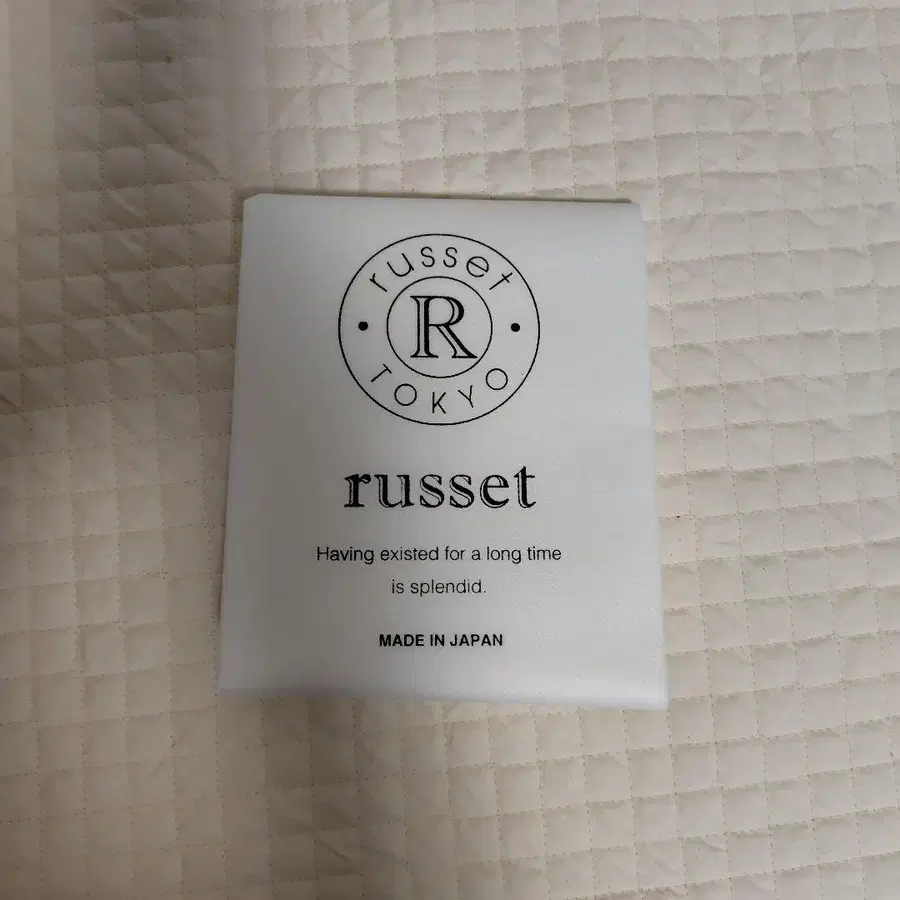 russet
R
TOKYO
russet
Having existed for a long time
is splendid.
MADE IN JAPAN